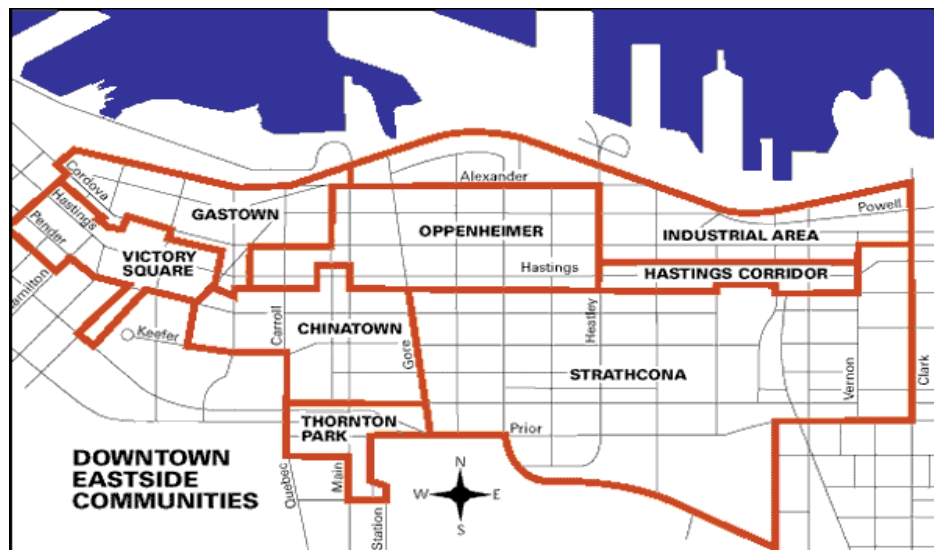 Alexander
Cordova
Powell
GASTOWN
Hastings
OPPENHEIMER
INDUSTRIAL AREA
Pender
VICTORY
SQUARE
Hastings
HASTINGS CORRIDOR
amilton
Keefer
Carroll
CHINATOWN
Gore
Heatley
STRATHCONA
Vernon
Clark
THORNTON
PARK
Prior
DOWNTOWN
EASTSIDE
COMMUNITIES
Quebec
Main
Station
N
W
E
S